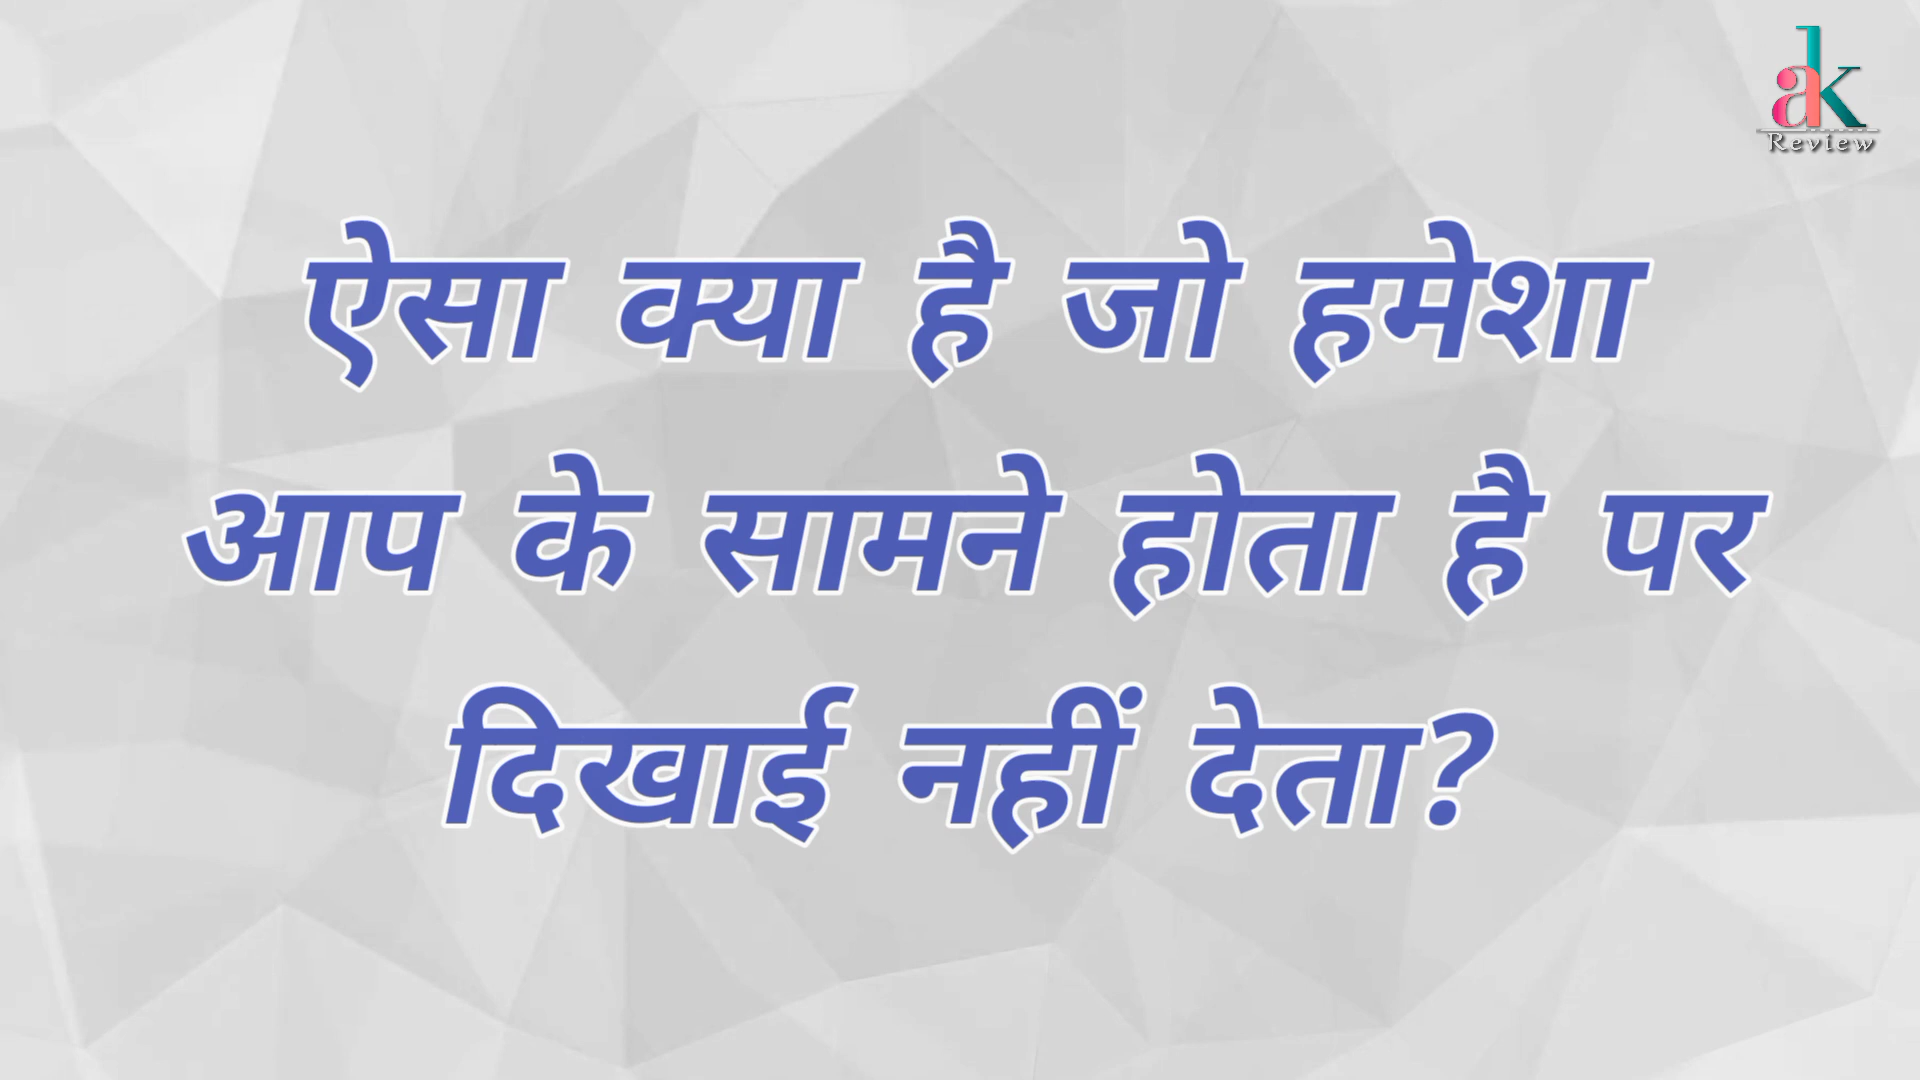 ak
Review
ऐसा क्या है जो हमेशा
आप के सामने होता है पर
दिखाई नहीं देता?